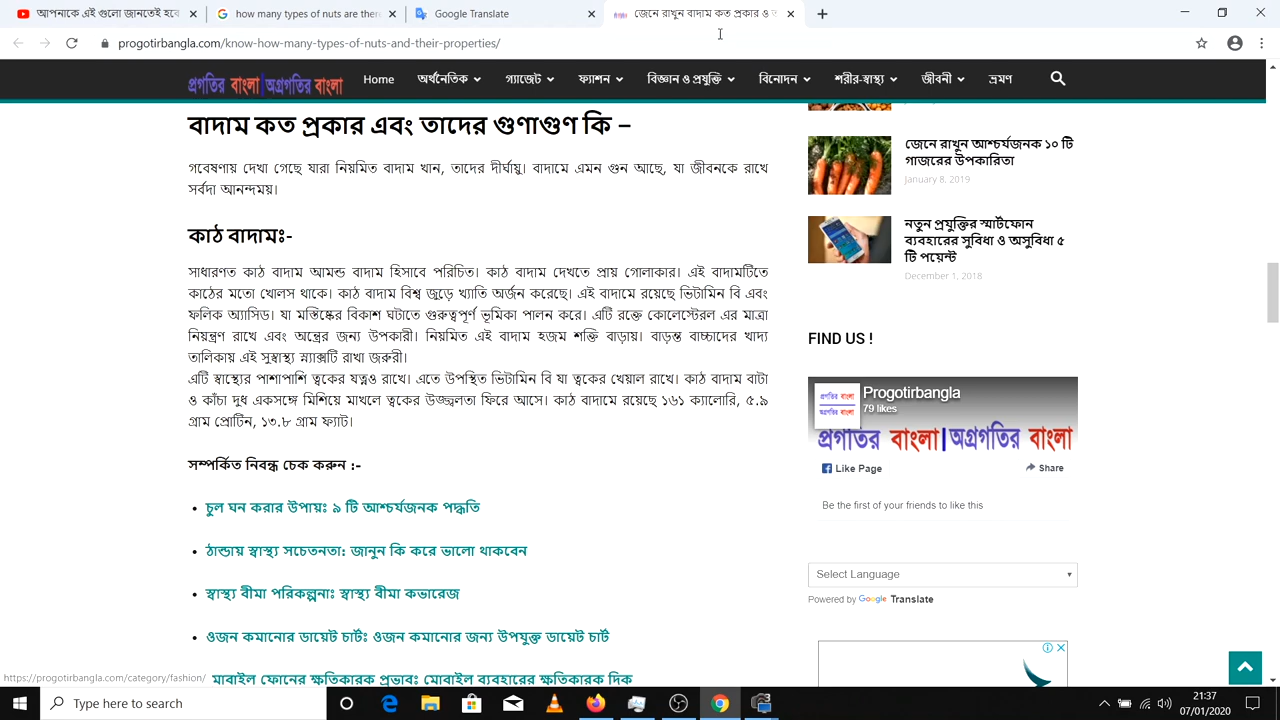 আপনাকে এই গুলো জানতেই হবে
how many types of nuts are ther
Google Translate
জেনে রাখুন বাদাম কত প্রকার ও ত
progotirbangla.com/know-how-many-types-of-nuts-and-their-properties/
প্রগতির বাংলা|অগ্রগতির বাংলা
Home অর্থনৈতিক গ্যাজেট ফ্যাশন বিজ্ঞান ও প্রযুক্তি বিনোদন শরীর-স্বাস্থ্য জীবনী ভ্রমণ
বাদাম কত প্রকার এবং তাদের গুণাগুণ কি –
গবেষণায় দেখা গেছে যারা নিয়মিত বাদাম খান, তাদের দীর্ঘায়ু। বাদামে এমন গুন আছে, যা জীবনকে রাখে
সর্বদা আনন্দময়।
কাঠ বাদামঃ-
সাধারণত কাঠ বাদাম আমন্ড বাদাম হিসাবে পরিচিত। কাঠ বাদাম দেখতে প্রায় গোলাকার। এই বাদামটিতে
কাঠের মতো খোলস থাকে। কাঠ বাদাম বিশ্ব জুড়ে খ্যাতি অর্জন করেছে। এই বাদামে রয়েছে ভিটামিন বি এবং
ফলিক অ্যাসিড। যা মস্তিষ্কের বিকাশ ঘটাতে গুরুত্বপূর্ণ ভূমিকা পালন করে। এটি রক্তে কোলেস্টেরল এর মাত্রা
নিয়ন্ত্রণ রাখে এবং অন্ত্রের জন্য উপকারী। নিয়মিত এই বাদাম হজম শক্তি বাড়ায়। বাড়ন্ত বাচ্চাদের খাদ্য
তালিকায় এই সুস্বাস্থ্য স্ন্যাক্সটি রাখা জরুরী।
এটি স্বাস্থ্যের পাশাপাশি ত্বকের যত্নও রাখে। এতে উপস্থিত ভিটামিন বি যা ত্বকের খেয়াল রাখে। কাঠ বাদাম বাটা
ও কাঁচা দুধ একসঙ্গে মিশিয়ে মাখলে ত্বকের উজ্জ্বলতা ফিরে আসে। কাঠ বাদামে রয়েছে ১৬১ ক্যালোরি, ৫.৯
গ্রাম প্রোটিন, ১৩.৮ গ্রাম ফ্যাট।
সম্পর্কিত নিবন্ধ চেক করুন :-
চুল ঘন করার উপায়ঃ ৯ টি আশ্চর্যজনক পদ্ধতি
ঠান্ডায় স্বাস্থ্য সচেতনতা: জানুন কি করে ভালো থাকবেন
স্বাস্থ্য বীমা পরিকল্পনাঃ স্বাস্থ্য বীমা কভারেজ
ওজন কমানোর ডায়েট চার্টঃ ওজন কমানোর জন্য উপযুক্ত ডায়েট চার্ট
মোবাইল ফোনের ক্ষতিকারক প্রভাবঃ মোবাইল ব্যবহারের ক্ষতিকারক দিক
জেনে রাখুন আশ্চর্যজনক ১০ টি
গাজরের উপকারিতা
January 8, 2019
নতুন প্রযুক্তির স্মার্টফোন
ব্যবহারের সুবিধা ও অসুবিধা ৫
টি পয়েন্ট
December 1, 2018
FIND US !
প্রগতির বাংলা
অগ্রগতির বাংলা
Progotirbangla
79 likes
প্রগতির বাংলা|অগ্রগতির বাংলা
Like Page Share
Be the first of your friends to like this
Select Language
Powered by Google Translate
https://progotirbangla.com/category/fashion/
Type here to search
21:37
07/01/2020